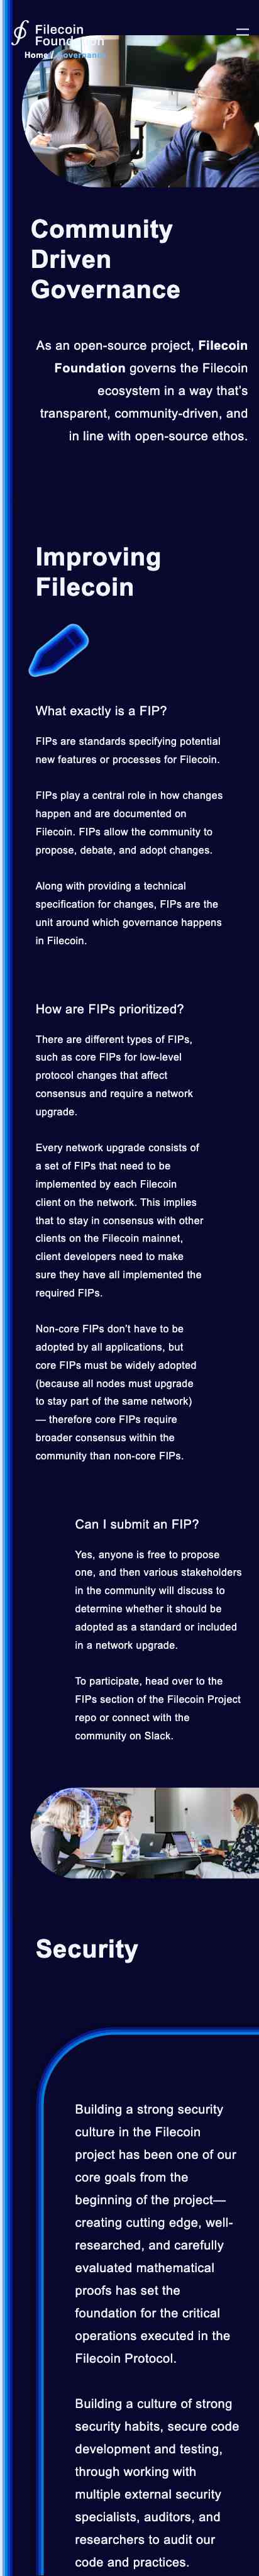 Filecoin
Foundation
Home / Governance
Community
Driven
Governance
As an open-source project, Filecoin
Foundation governs the Filecoin
ecosystem in a way that's
transparent, community-driven, and
in line with open-source ethos.
Improving
Filecoin
What exactly is a FIP?
FIPs are standards specifying potential
new features or processes for Filecoin.
FIPs play a central role in how changes
happen and are documented on
Filecoin. FIPs allow the community to
propose, debate, and adopt changes.
Along with providing a technical
specification for changes, FIPs are the
unit around which governance happens
in Filecoin.
How are FIPs prioritized?
There are different types of FIPs,
such as core FIPs for low-level
protocol changes that affect
consensus and require a network
upgrade.
Every network upgrade consists of
a set of FIPs that need to be
implemented by each Filecoin
client on the network. This implies
that to stay in consensus with other
clients on the Filecoin mainnet,
client developers need to make
sure they have all implemented the
required FIPs.
Non-core FIPs don't have to be
adopted by all applications, but
core FIPs must be widely adopted
(because all nodes must upgrade
to stay part of the same network)
— therefore core FIPs require
broader consensus within the
community than non-core FIPs.
Can I submit an FIP?
Yes, anyone is free to propose
one, and then various stakeholders
in the community will discuss to
determine whether it should be
adopted as a standard or included
in a network upgrade.
To participate, head over to the
FIPs section of the Filecoin Project
repo or connect with the
community on Slack.
Security
Building a strong security
culture in the Filecoin
project has been one of our
core goals from the
beginning of the project—
creating cutting edge, well-
researched, and carefully
evaluated mathematical
proofs has set the
foundation for the critical
operations executed in the
Filecoin Protocol.
Building a culture of strong
security habits, secure code
development and testing,
through working with
multiple external security
specialists, auditors, and
researchers to audit our
code and practices.